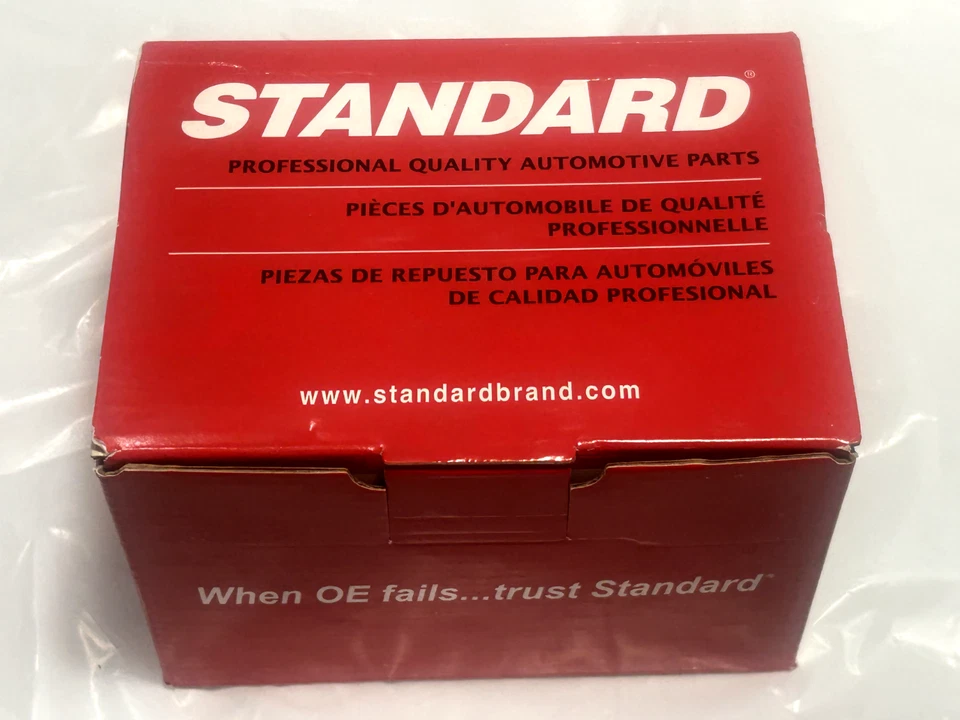 STANDARD®
PROFESSIONAL QUALITY AUTOMOTIVE PARTS
PIÈCES D'AUTOMOBILE DE QUALITÉ
PROFESSIONNELLE
PIEZAS DE REPUESTO PARA AUTOMÓVILES
DE CALIDAD PROFESIONAL
www.standardbrand.com
When OE fails...trust Standard®